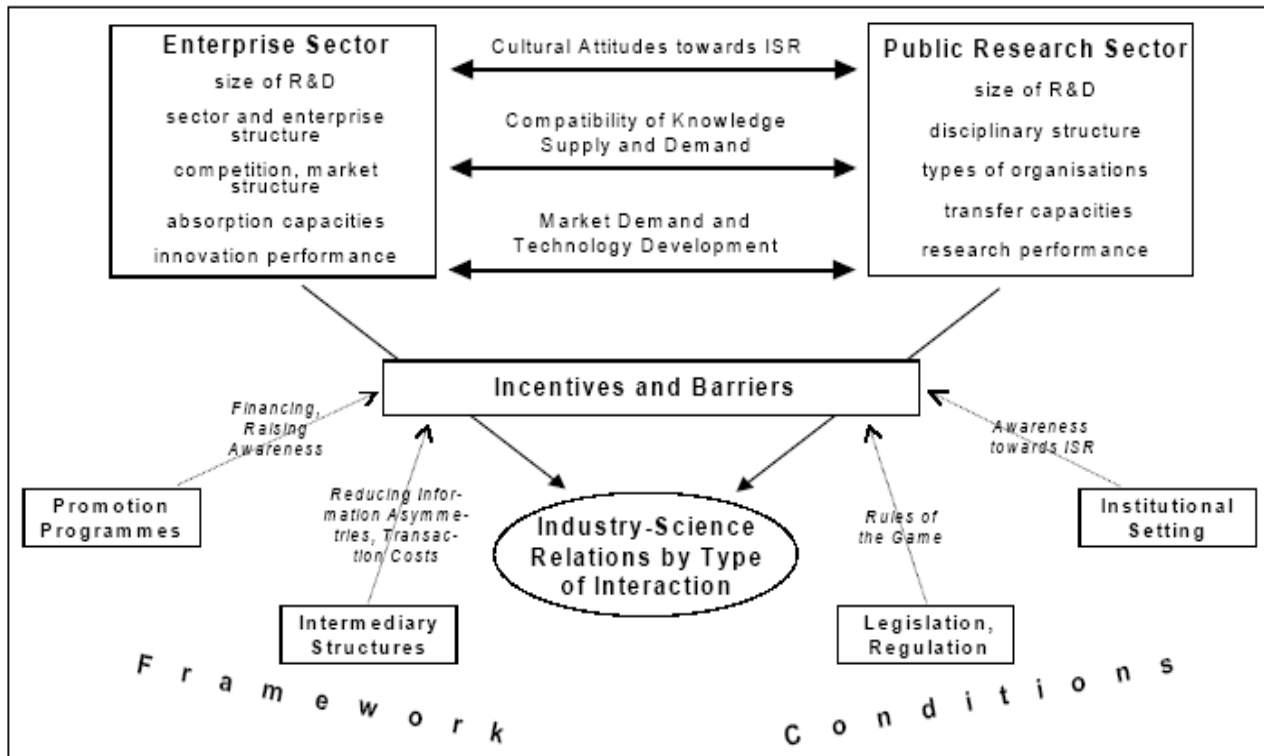 Enterprise Sector
size of R&D
sector and enterprise
structure
competition, market
structure
absorption capacities
innovation performance
Cultural Attitudes towards ISR
Compatibility of Knowledge
Supply and Demand
Market Demand and
Technology Development
Public Research Sector
size of R&D
disciplinary structure
types of organisations
transfer capacities
research performance
Incentives and Barriers
Financing,
Raising
Awareness
Awareness
towards ISR
Promotion
Programmes
Reducing Infor-
mation Asymme-
tries, Transac-
tion Costs
Industry-Science
Relations by Type
of Interaction
Rules of
the Game
Institutional
Setting
Intermediary
Structures
Legislation,
Regulation
Framework Conditions